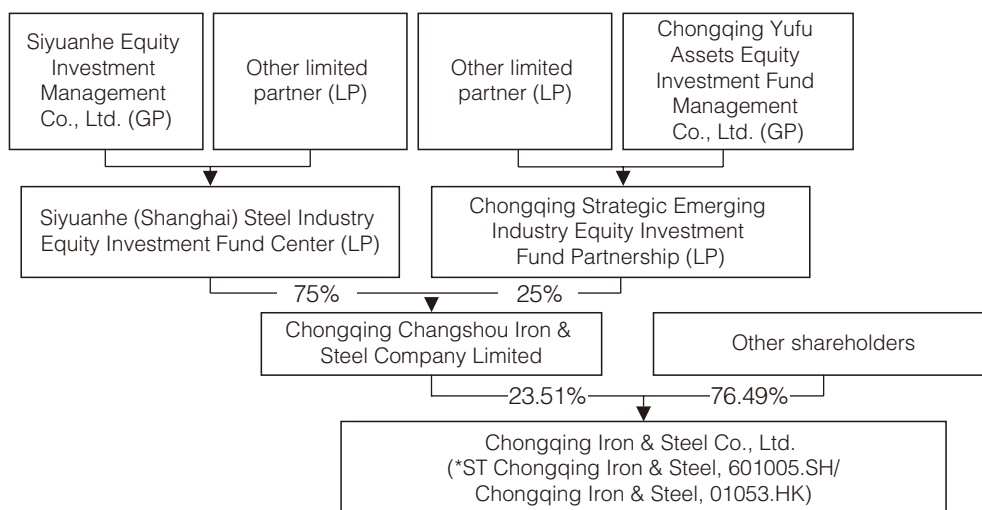 Siyuanhe Equity
Investment
Management
Co., Ltd. (GP)
Other limited
partner (LP)
Other limited
partner (LP)
Chongqing Yufu
Assets Equity
Investment Fund
Management
Co., Ltd. (GP)
Siyuanhe (Shanghai) Steel Industry
Equity Investment Fund Center (LP)
Chongqing Strategic Emerging
Industry Equity Investment
Fund Partnership (LP)
75%
25%
Chongqing Changshou Iron &
Steel Company Limited
Other shareholders
23.51%
76.49%
Chongqing Iron & Steel Co., Ltd.
(*ST Chongqing Iron & Steel, 601005.SH/
Chongqing Iron & Steel, 01053.HK)